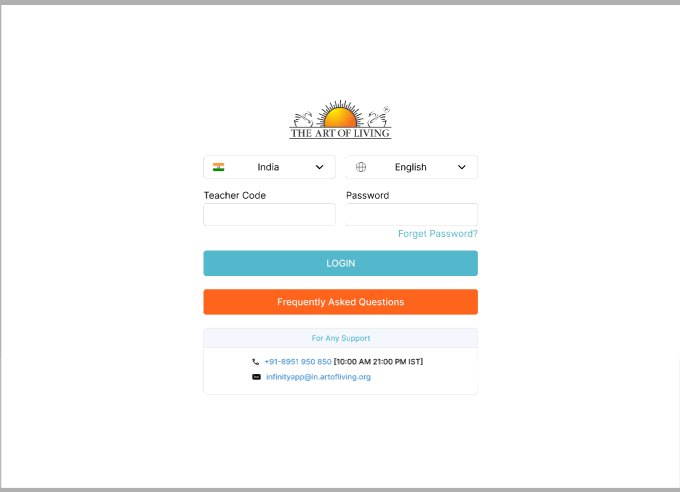 THE ART OF LIVING
India
English
Teacher Code
Password
Forget Password?
LOGIN
Frequently Asked Questions
For Any Support
+91-8951 950 850 [10:00 AM 21:00 PM IST]
infinityapp@in.artofliving.org